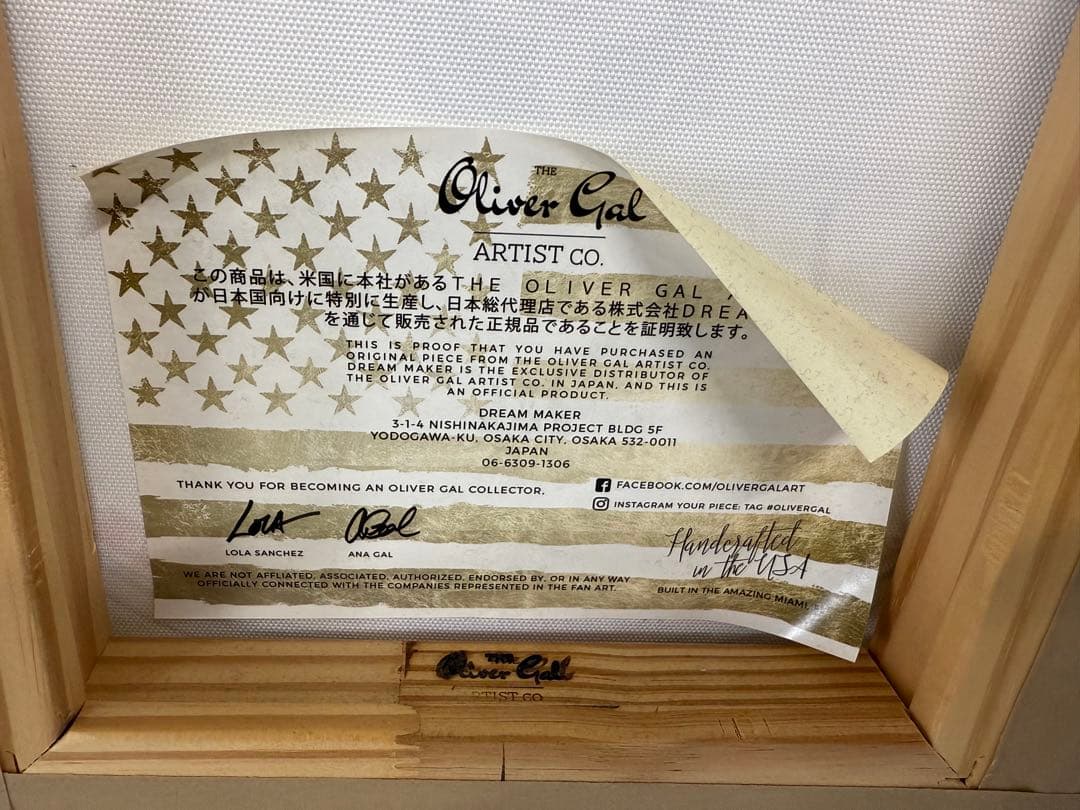 THE
Oliver Gal
ARTIST CO.
この商品は、米国に本社があるTHE OLIVER GAL
が日本国向けに特別に生産し、日本総代理店である株式会社DREA
を通じて販売された正規品であることを証明致します。
THIS IS PROOF THAT YOU HAVE PURCHASED AN
ORIGINAL PIECE FROM THE OLIVER GAL ARTIST CO.
DREAM MAKER IS THE EXCLUSIVE DISTRIBUTOR OF
THE OLIVER GAL ARTIST CO. IN JAPAN. AND THIS IS
AN OFFICIAL PRODUCT.
DREAM MAKER
3-1-4 NISHINAKAJIMA PROJECT BLDG 5F
YODOGAWA-KU, OSAKA CITY, OSAKA 532-0011
JAPAN
06-6309-1306
THANK YOU FOR BECOMING AN OLIVER GAL COLLECTOR,
FACEBOOK.COM/OLIVERGALART
INSTAGRAM YOUR PIECE: TAG #OLIVERGAL
LOLA
LOLA SANCHEZ
ANA GAL
Handcrafted
in the USA
BUILT IN THE AMAZING MIAMI,
WE ARE NOT AFFLIATED, ASSOCIATED, AUTHORIZED, ENDORSED BY, OR IN ANY WAY
OFFICIALLY CONNECTED WITH THE COMPANIES REPRESENTED IN THE FAN ART.
THE
Oliver Gal
ARTIST CO